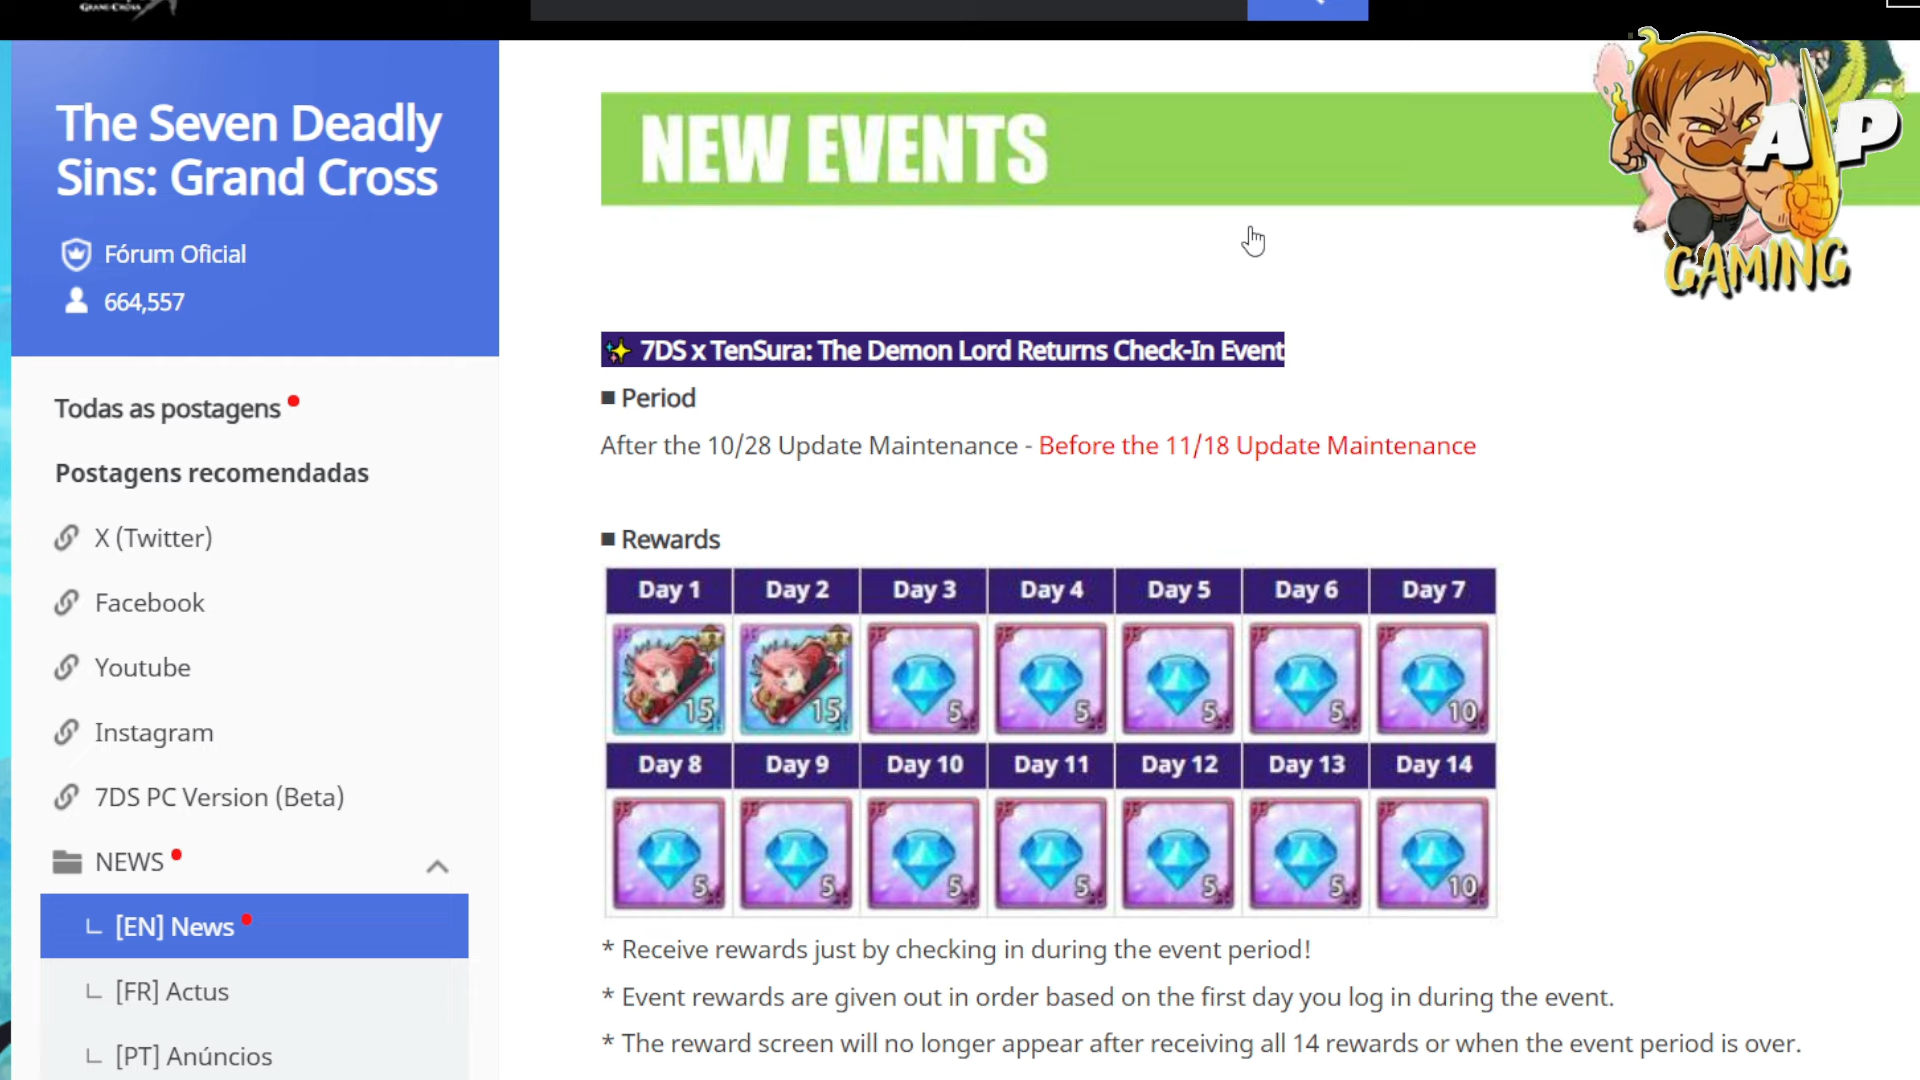 GRAND CROSS
The Seven Deadly
Sins: Grand Cross
Fórum Oficial
664,557
Todas as postagens
Postagens recomendadas
X (Twitter)
Facebook
Youtube
Instagram
7DS PC Version (Beta)
NEWS
[EN] News
[FR] Actus
[PT] Anúncios
NEW EVENTS
AP
GAMING
7DS x TenSura: The Demon Lord Returns Check-In Event
■ Period
After the 10/28 Update Maintenance - Before the 11/18 Update Maintenance
■ Rewards
Day 1 Day 2 Day 3 Day 4 Day 5 Day 6 Day 7
15 15 5 5 5 5 10
Day 8 Day 9 Day 10 Day 11 Day 12 Day 13 Day 14
5 5 5 5 5 5 10
* Receive rewards just by checking in during the event period!
* Event rewards are given out in order based on the first day you log in during the event.
* The reward screen will no longer appear after receiving all 14 rewards or when the event period is over.